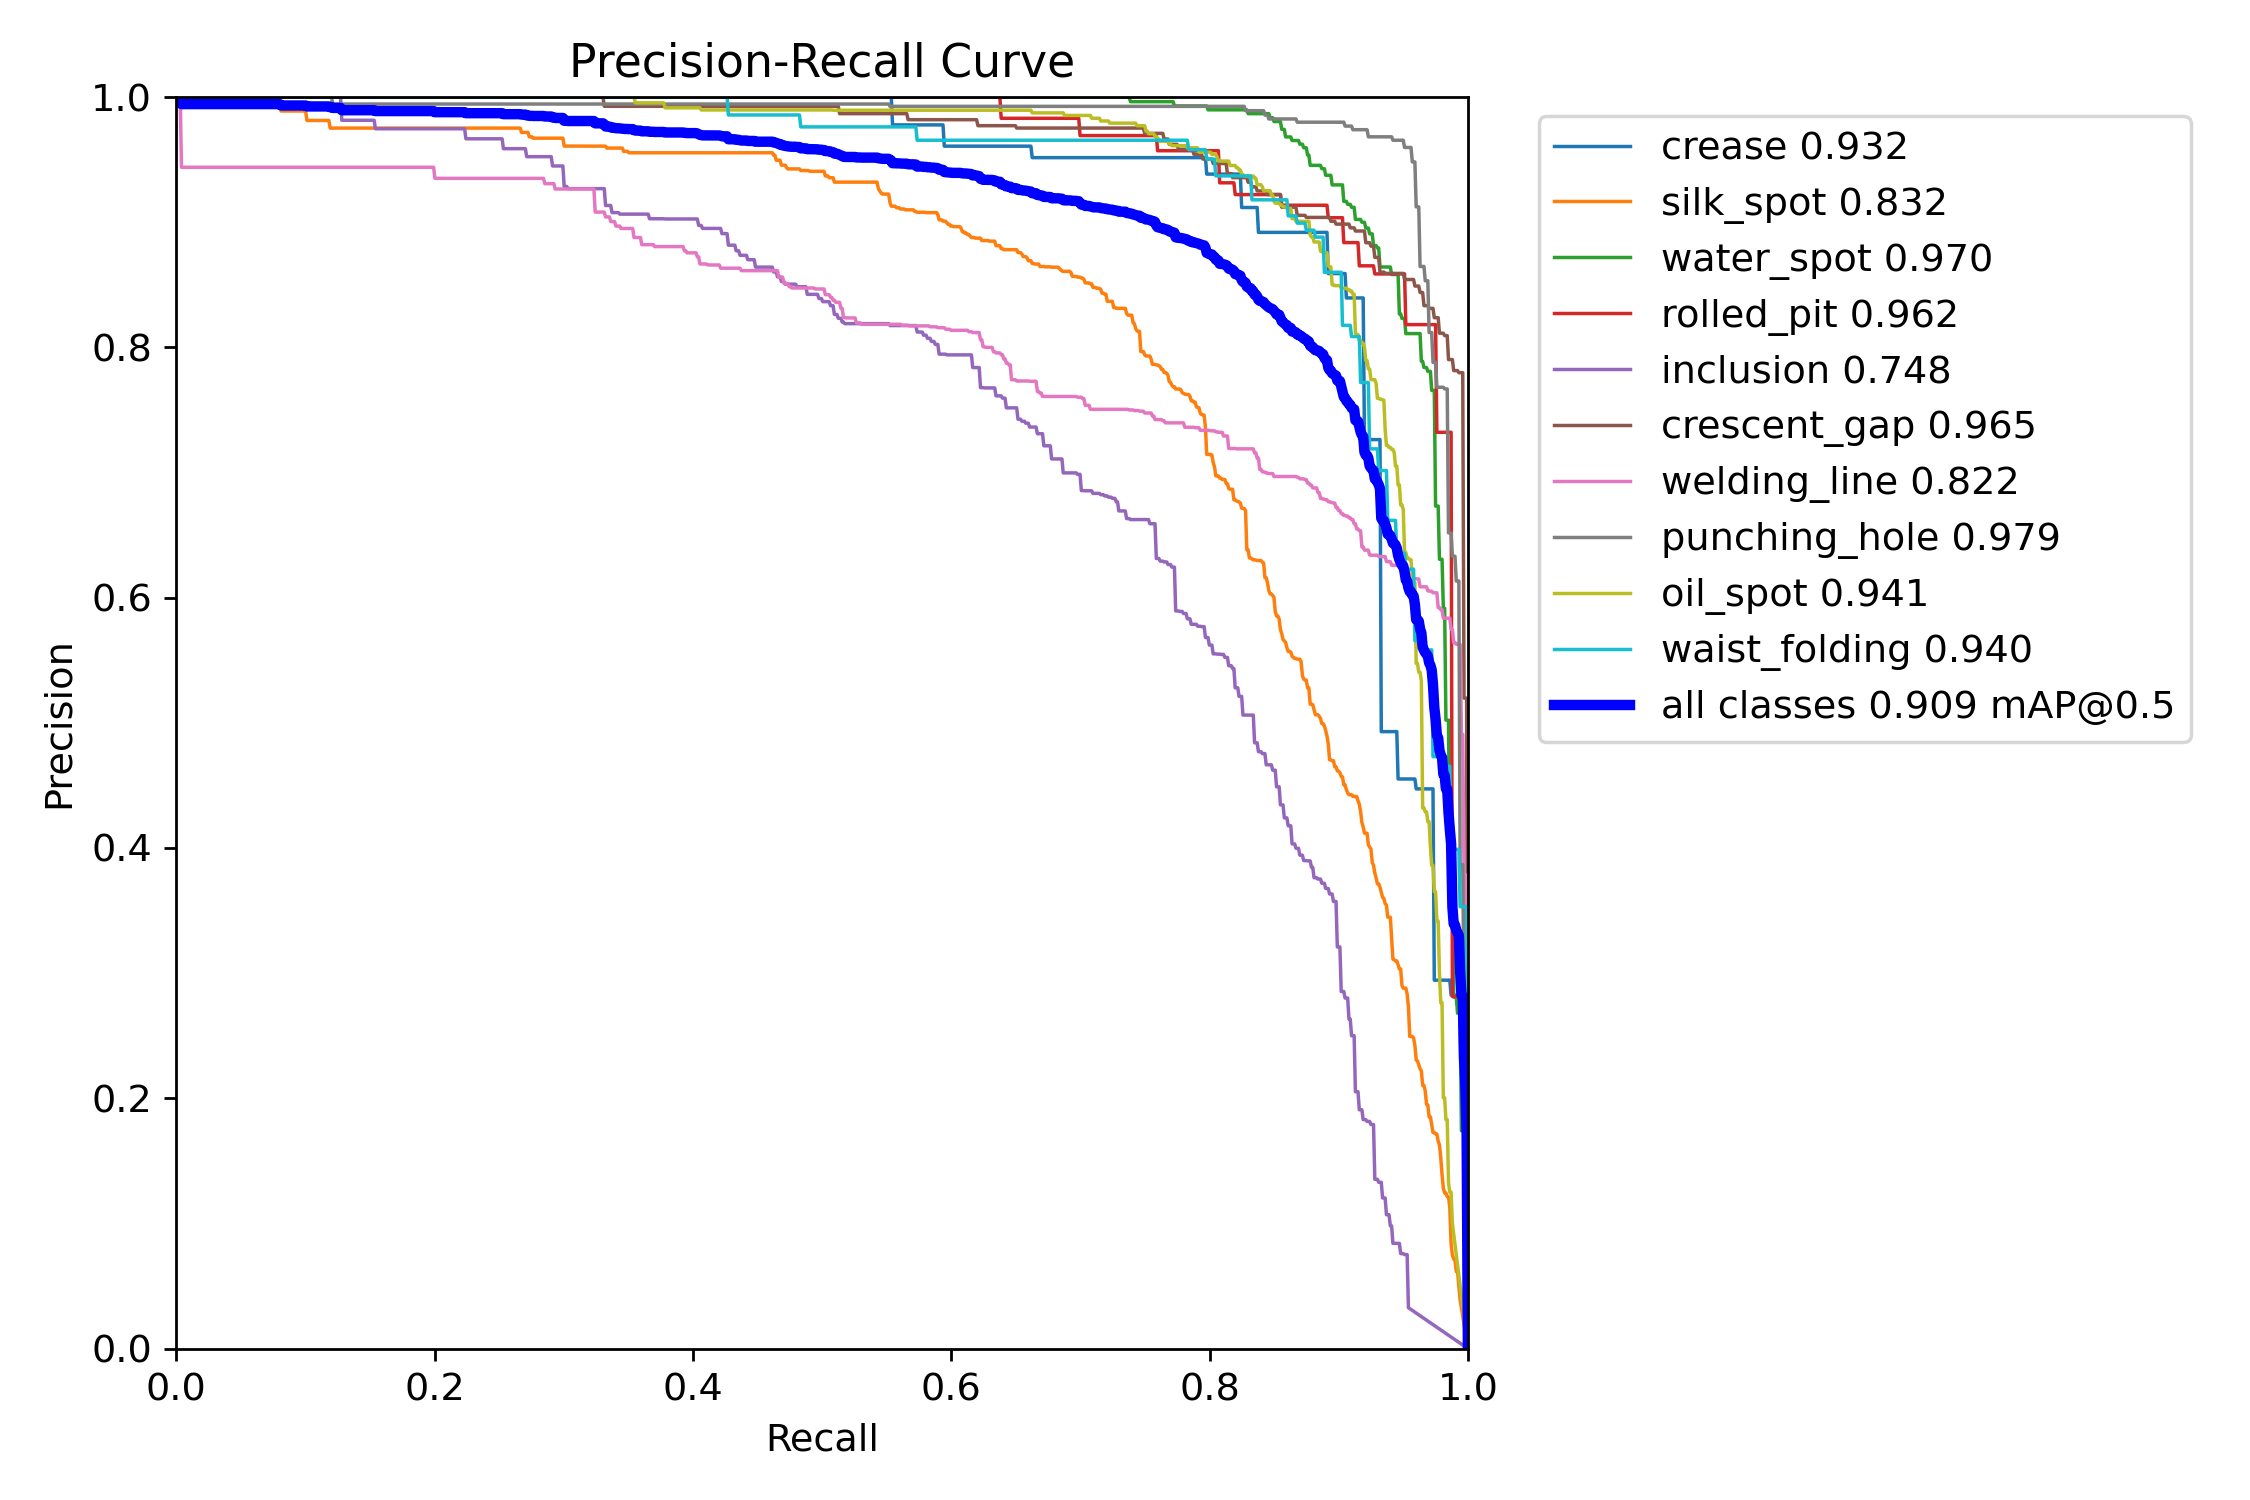 Precision-Recall Curve
1.0
0.8
0.6
0.4
0.2
0.0
Precision
0.0 0.2 0.4 0.6 0.8 1.0
Recall
crease 0.932
silk_spot 0.832
water_spot 0.970
rolled_pit 0.962
inclusion 0.748
crescent_gap 0.965
welding_line 0.822
punching_hole 0.979
oil_spot 0.941
waist_folding 0.940
all classes 0.909 mAP@0.5